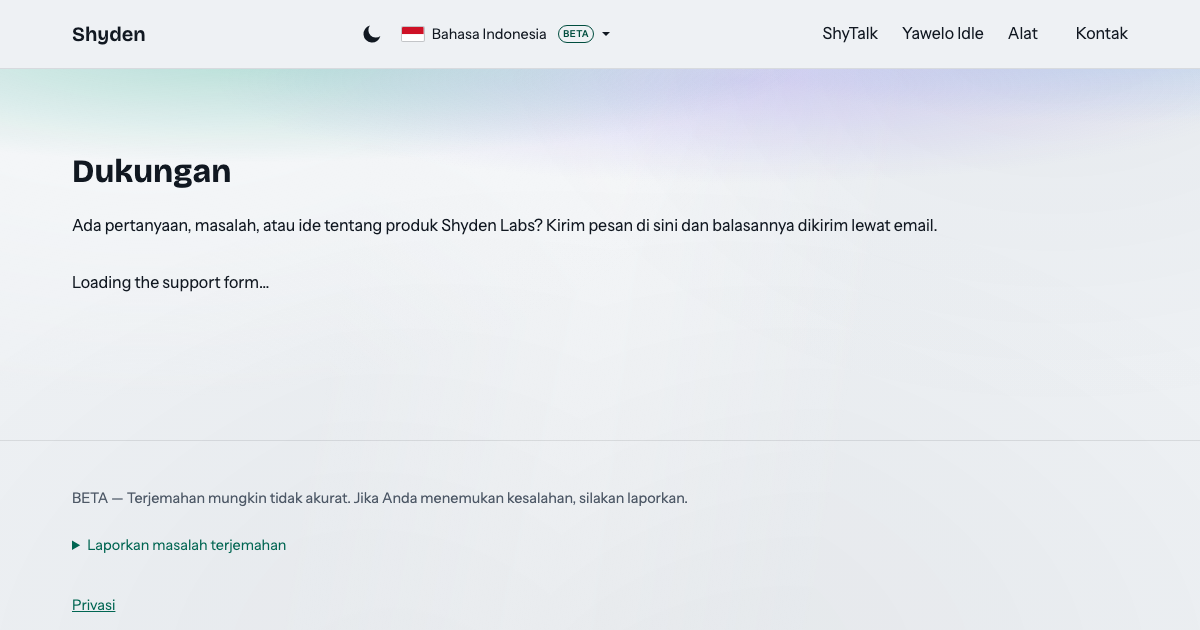 Shyden
Bahasa Indonesia BETA
ShyTalk Yawelo Idle Alat Kontak
Dukungan
Ada pertanyaan, masalah, atau ide tentang produk Shyden Labs? Kirim pesan di sini dan balasannya dikirim lewat email.
Loading the support form…
BETA — Terjemahan mungkin tidak akurat. Jika Anda menemukan kesalahan, silakan laporkan.
Laporkan masalah terjemahan
Privasi